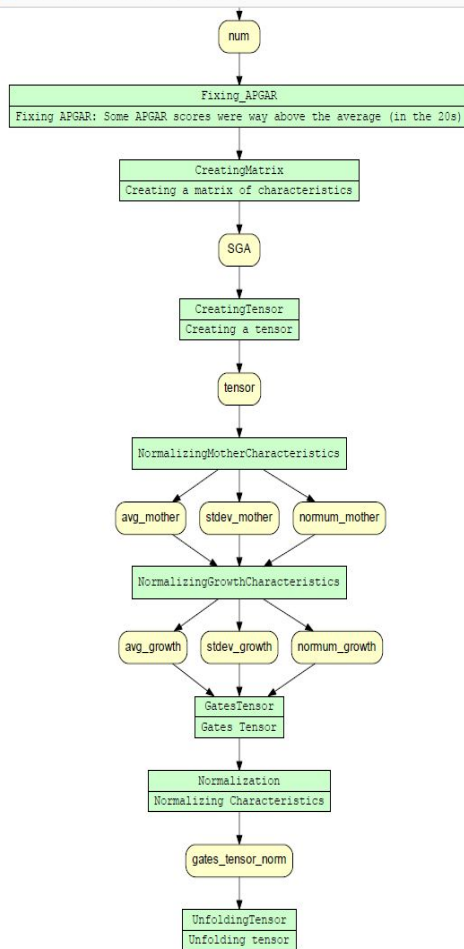 num
Fixing_APGAR
Fixing APGAR: Some APGAR scores were way above the average (in the 20s)
CreatingMatrix
Creating a matrix of characteristics
SGA
CreatingTensor
Creating a tensor
tensor
NormalizingMotherCharacteristics
avg_mother
stdev_mother
normum_mother
NormalizingGrowthCharacteristics
avg_growth
stdev_growth
normum_growth
GatesTensor
Gates Tensor
Normalization
Normalizing Characteristics
gates_tensor_norm
UnfoldingTensor
Unfolding tensor